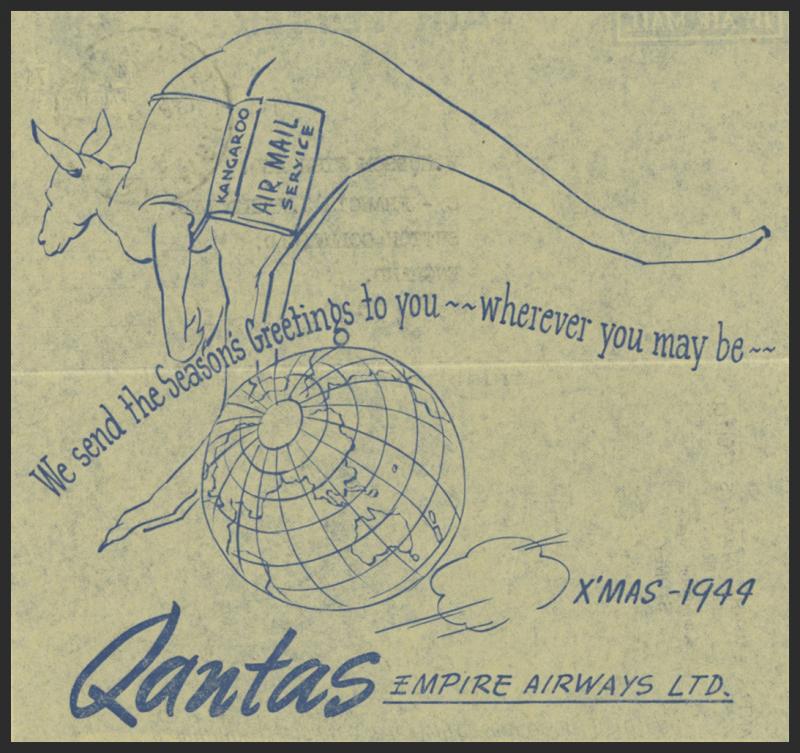 KANGAROO
AIR MAIL
SERVICE
We send the Season's Greetings to you ~~ wherever you may be ~~
X'MAS - 1944
Qantas EMPIRE AIRWAYS LTD.